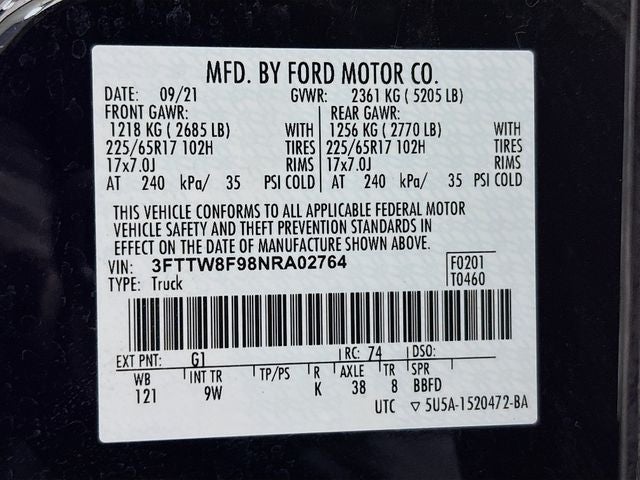 MFD. BY FORD MOTOR CO.
DATE: 09/21 GVWR: 2361 KG ( 5205 LB)
FRONT GAWR: REAR GAWR:
1218 KG ( 2685 LB) WITH 1256 KG ( 2770 LB) WITH
225/65R17 102H TIRES 225/65R17 102H TIRES
17x7.0J RIMS 17x7.0J RIMS
AT 240 kPa/ 35 PSI COLD AT 240 kPa/ 35 PSI COLD
THIS VEHICLE CONFORMS TO ALL APPLICABLE FEDERAL MOTOR
VEHICLE SAFETY AND THEFT PREVENTION STANDARDS IN
EFFECT ON THE DATE OF MANUFACTURE SHOWN ABOVE.
VIN: 3FTTW8F98NRA02764 F0201
TYPE: Truck T0460
EXT PNT: G1 RC: 74 DSO:
WB INT TR TP/PS R AXLE TR SPR
121 9W K 38 8 BBFD
UTC ▽ 5U5A-1520472-BA